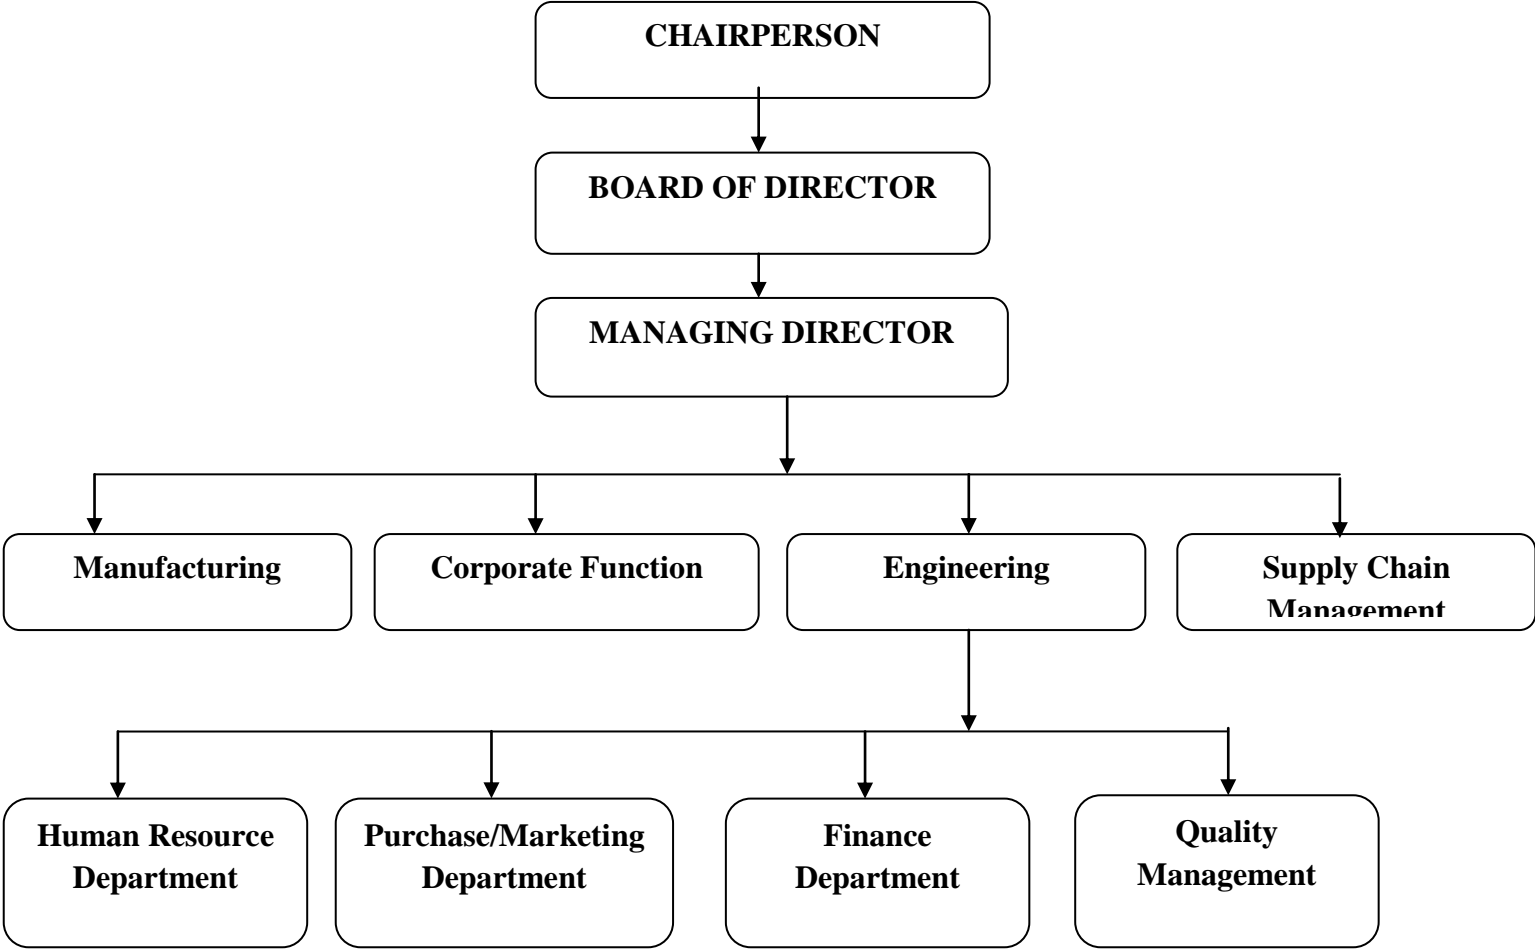 CHAIRPERSON
BOARD OF DIRECTOR
MANAGING DIRECTOR
Manufacturing
Corporate Function
Engineering
Supply Chain
Management
Human Resource
Department
Purchase/Marketing
Department
Finance
Department
Quality
Management